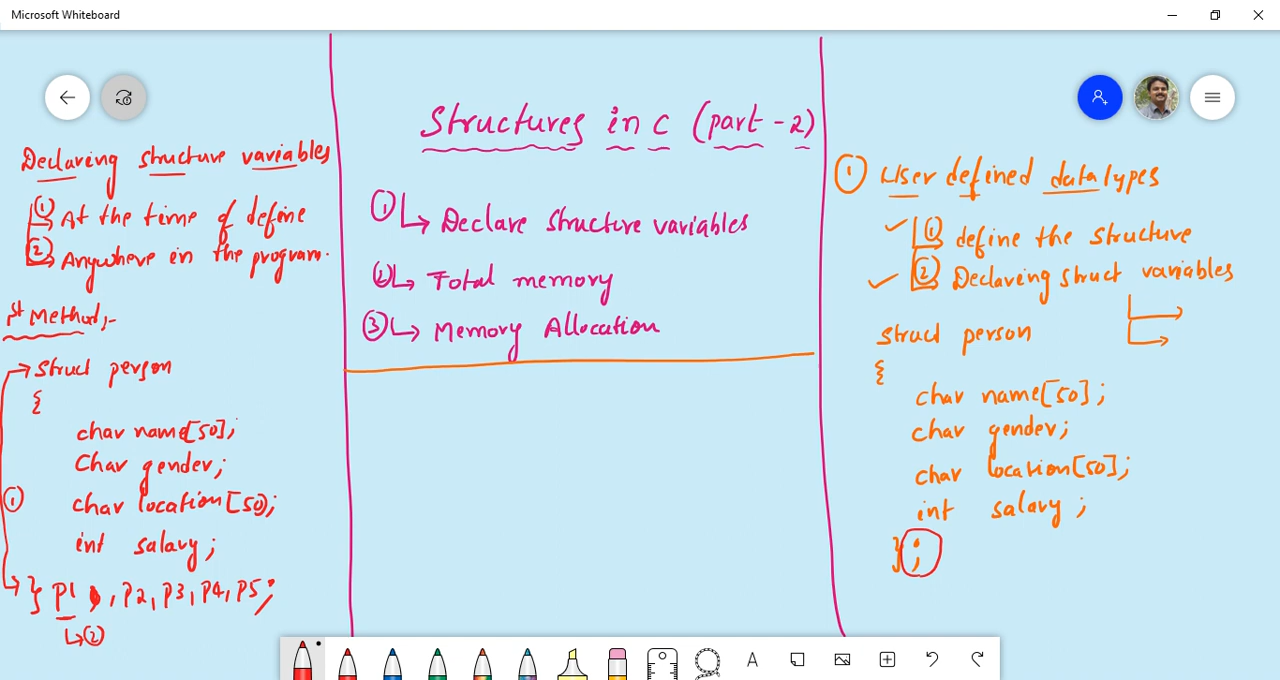 Microsoft Whiteboard
Declaring structure variables
① At the time of define
② Anywhere in the program.
1st Method;-
struct person
{
char name[50];
Char gender;
① char location[50];
int salary;
} P1 , P2, P3, P4, P5;
②
Structures in c (part-2)
① Declare structure variables
② Total memory
③ Memory Allocation
① User defined datatypes
① define the structure
② Declaring struct variables
struct person
{
char name[50];
char gender;
char location[50];
int salary;
};
A